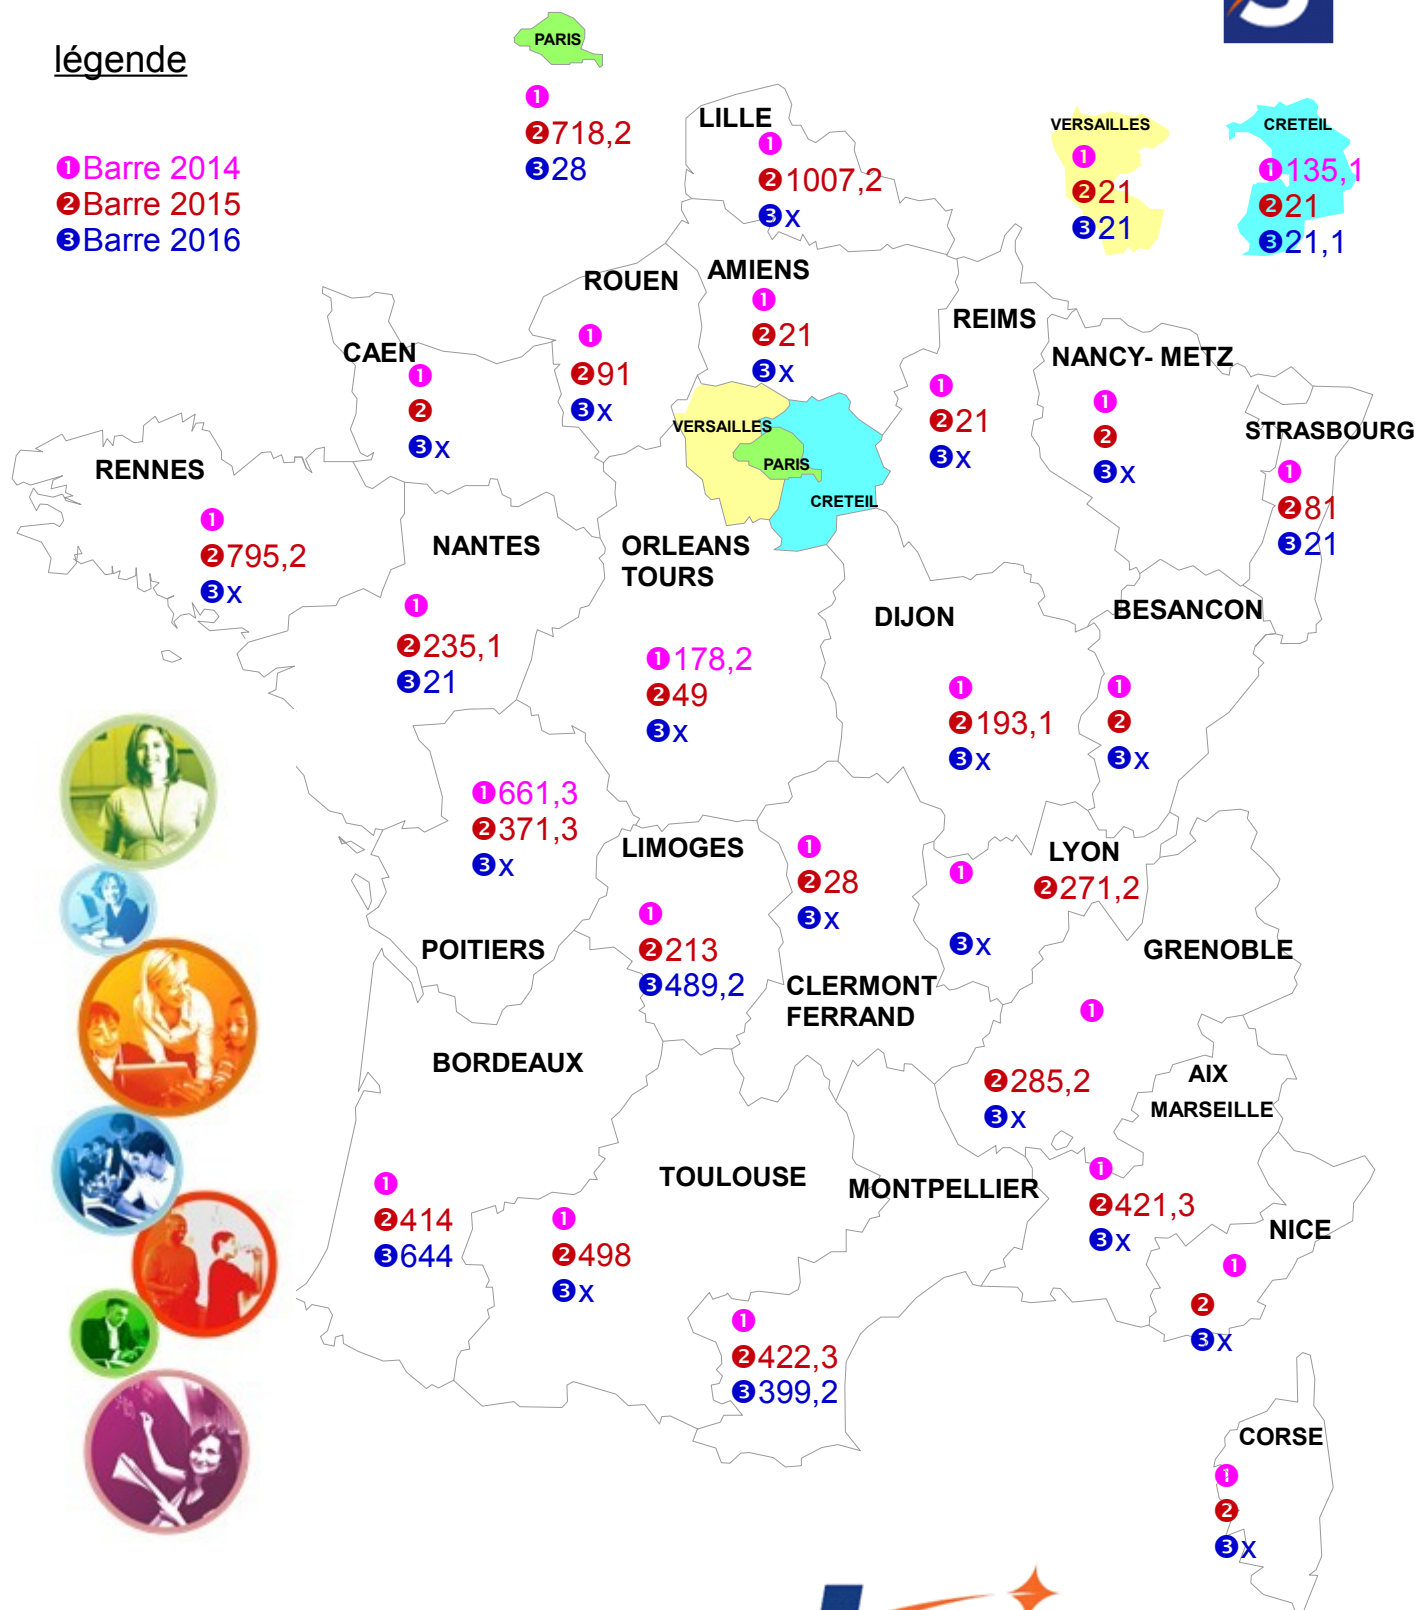 légende
❶Barre 2014
❷Barre 2015
❸Barre 2016
PARIS
❶
❷718,2
❸28
LILLE
❶
❷1007,2
❸x
VERSAILLES
❶
❷21
❸21
CRETEIL
❶135,1
❷21
❸21,1
ROUEN
❶
❷91
❸x
AMIENS
❶
❷21
❸x
REIMS
❶
❷21
❸x
CAEN
❶
❷
❸x
NANCY- METZ
❶
❷
❸x
STRASBOURG
❶
❷81
❸21
VERSAILLES
PARIS
CRETEIL
RENNES
❶
❷795,2
❸x
NANTES
❶
❷235,1
❸21
ORLEANS
TOURS
❶178,2
❷49
❸x
DIJON
❶
❷193,1
❸x
BESANCON
❶
❷
❸x
❶661,3
❷371,3
❸x
POITIERS
LIMOGES
❶
❷213
❸489,2
❶
❷28
❸x
CLERMONT
FERRAND
LYON
❶
❷271,2
❸x
GRENOBLE
❶
❷285,2
❸x
BORDEAUX
❶
❷414
❸644
TOULOUSE
❶
❷498
❸x
MONTPELLIER
❶
❷422,3
❸399,2
AIX
MARSEILLE
❶
❷421,3
❸x
NICE
❶
❷
❸x
CORSE
❶
❷
❸x